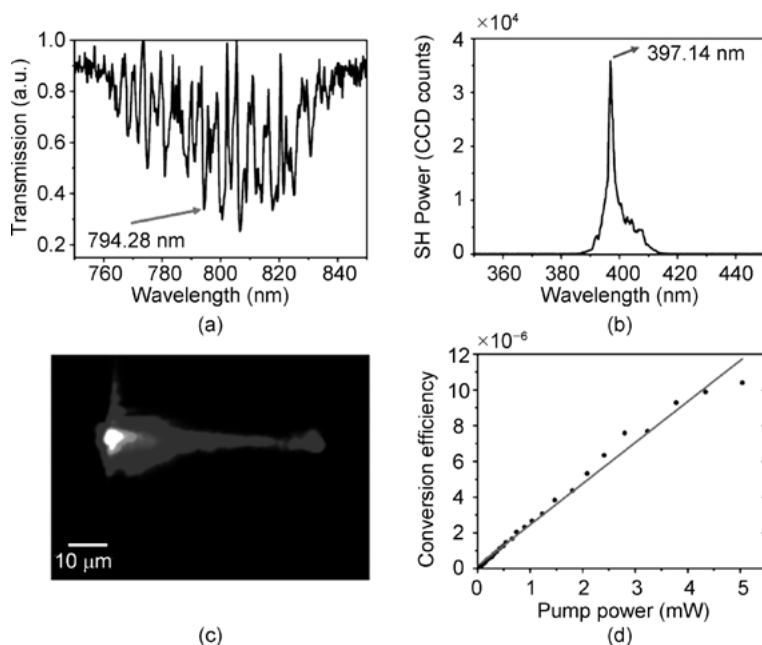 1.0
0.8
0.6
0.4
0.2
Transmission (a.u.)
794.28 nm
760 780 800 820 840
Wavelength (nm)
(a)
×10⁴
4
3
2
1
0
SH Power (CCD counts)
397.14 nm
360 380 400 420 440
Wavelength (nm)
(b)
10 μm
(c)
×10⁻⁶
12
10
8
6
4
2
0
Conversion efficiency
0 1 2 3 4 5
Pump power (mW)
(d)